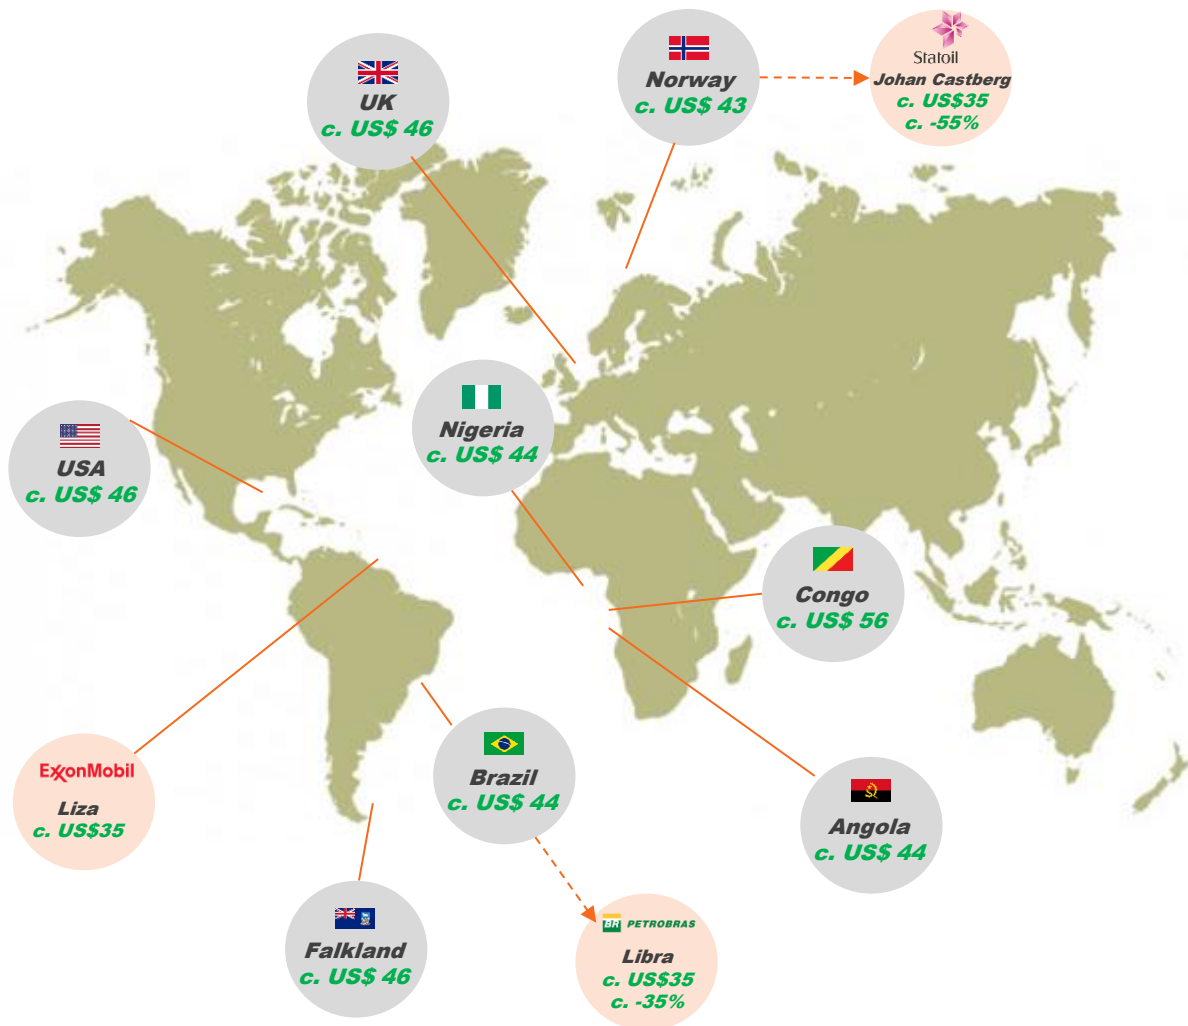 UK
c. US$ 46
Norway
c. US$ 43
Statoil
Johan Castberg
c. US$35
c. -55%
Nigeria
c. US$ 44
USA
c. US$ 46
Congo
c. US$ 56
ExxonMobil
Liza
c. US$35
Brazil
c. US$ 44
Angola
c. US$ 44
Falkland
c. US$ 46
BR PETROBRAS
Libra
c. US$35
c. -35%